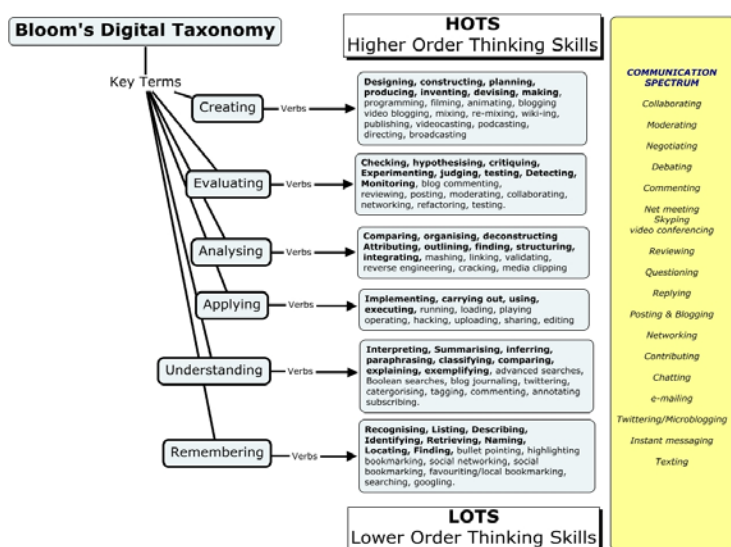 Bloom's Digital Taxonomy
HOTS
Higher Order Thinking Skills
Key Terms
Creating
Verbs
Designing, constructing, planning,
producing, inventing, devising, making,
programming, filming, animating, blogging
video blogging, mixing, re-mixing, wiki-ing,
publishing, videocasting, podcasting,
directing, broadcasting
Evaluating
Verbs
Checking, hypothesising, critiquing,
Experimenting, judging, testing, Detecting,
Monitoring, blog commenting,
reviewing, posting, moderating, collaborating,
networking, refactoring, testing.
Analysing
Verbs
Comparing, organising, deconstructing
Attributing, outlining, finding, structuring,
integrating, mashing, linking, validating,
reverse engineering, cracking, media clipping
Applying
Verbs
Implementing, carrying out, using,
executing, running, loading, playing
operating, hacking, uploading, sharing, editing
Understanding
Verbs
Interpreting, Summarising, inferring,
paraphrasing, classifying, comparing,
explaining, exemplifying, advanced searches,
Boolean searches, blog journaling, twittering,
catergorising, tagging, commenting, annotating
subscribing.
Remembering
Verbs
Recognising, Listing, Describing,
Identifying, Retrieving, Naming,
Locating, Finding, bullet pointing, highlighting
bookmarking, social networking, social
bookmarking, favouriting/local bookmarking,
searching, googling.
LOTS
Lower Order Thinking Skills
COMMUNICATION
SPECTRUM
Collaborating
Moderating
Negotiating
Debating
Commenting
Net meeting
Skyping
video conferencing
Reviewing
Questioning
Replying
Posting & Blogging
Networking
Contributing
Chatting
e-mailing
Twittering/Microblogging
Instant messaging
Texting